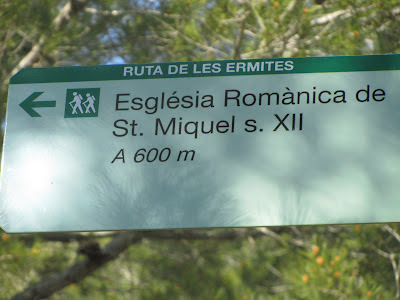 RUTA DE LES ERMITES
Església Romànica de
St. Miquel s. XII
A 600 m